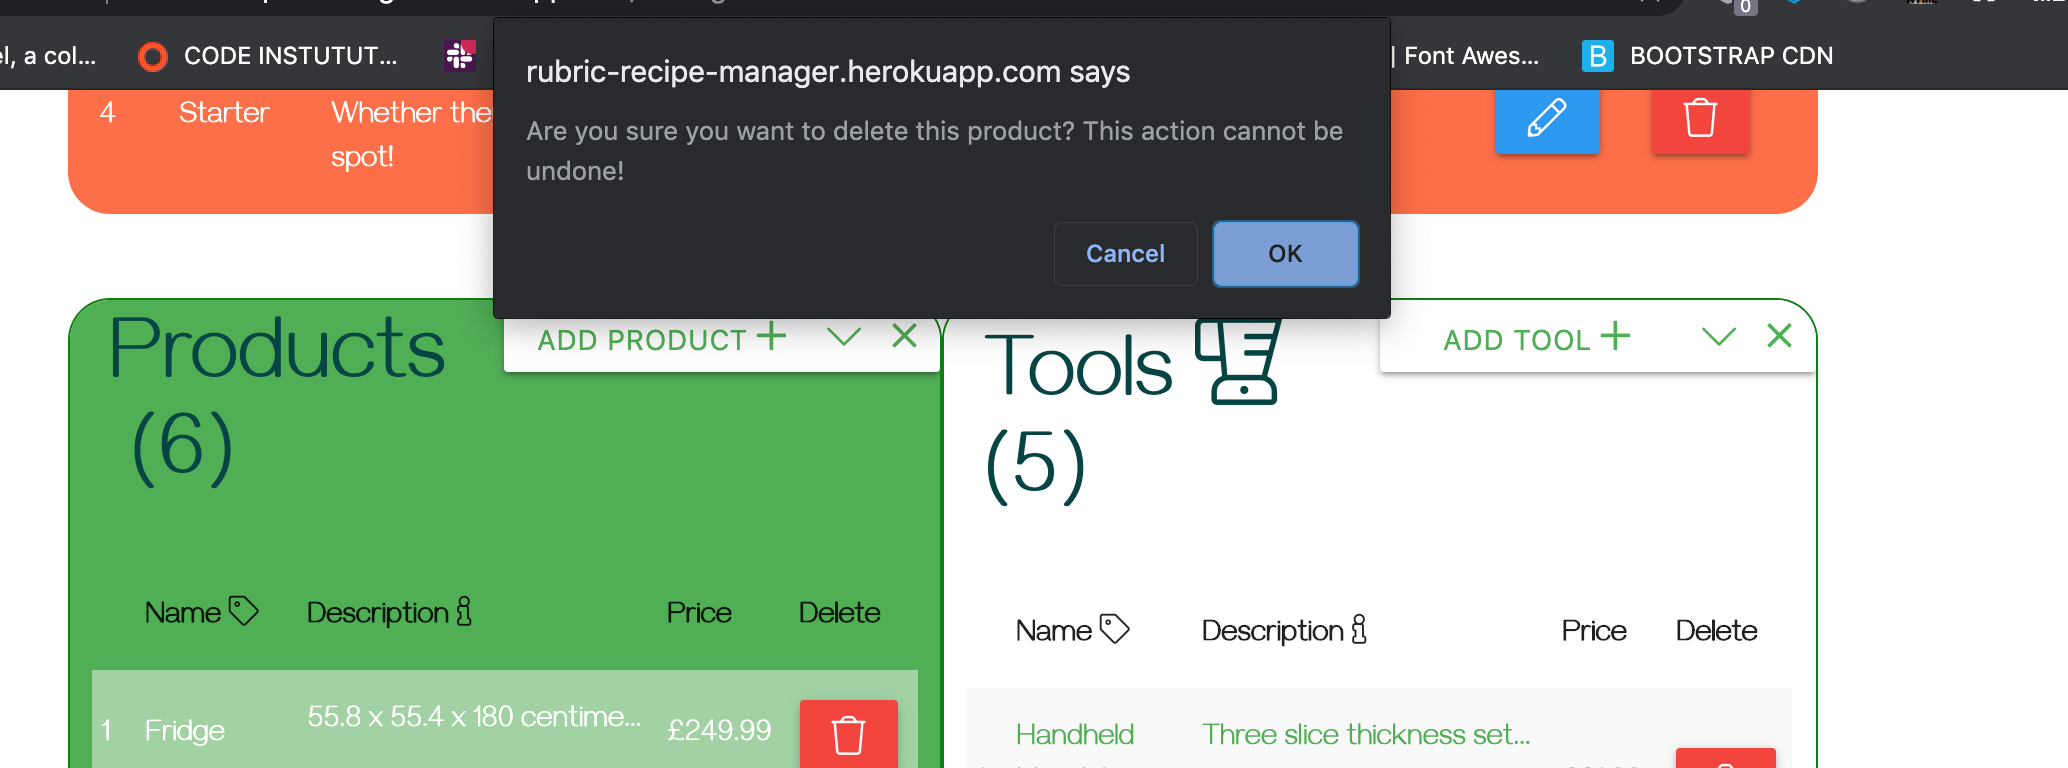 0
el, a col...
CODE INSTUTUT...
| Font Awes...
BOOTSTRAP CDN
rubric-recipe-manager.herokuapp.com says
Are you sure you want to delete this product? This action cannot be
undone!
Cancel
OK
4 Starter Whether the
spot!
Products
(6)
ADD PRODUCT
Name Description Price Delete
1 Fridge 55.8 x 55.4 x 180 centime... £249.99
Tools
(5)
ADD TOOL
Name Description Price Delete
Handheld Three slice thickness set...